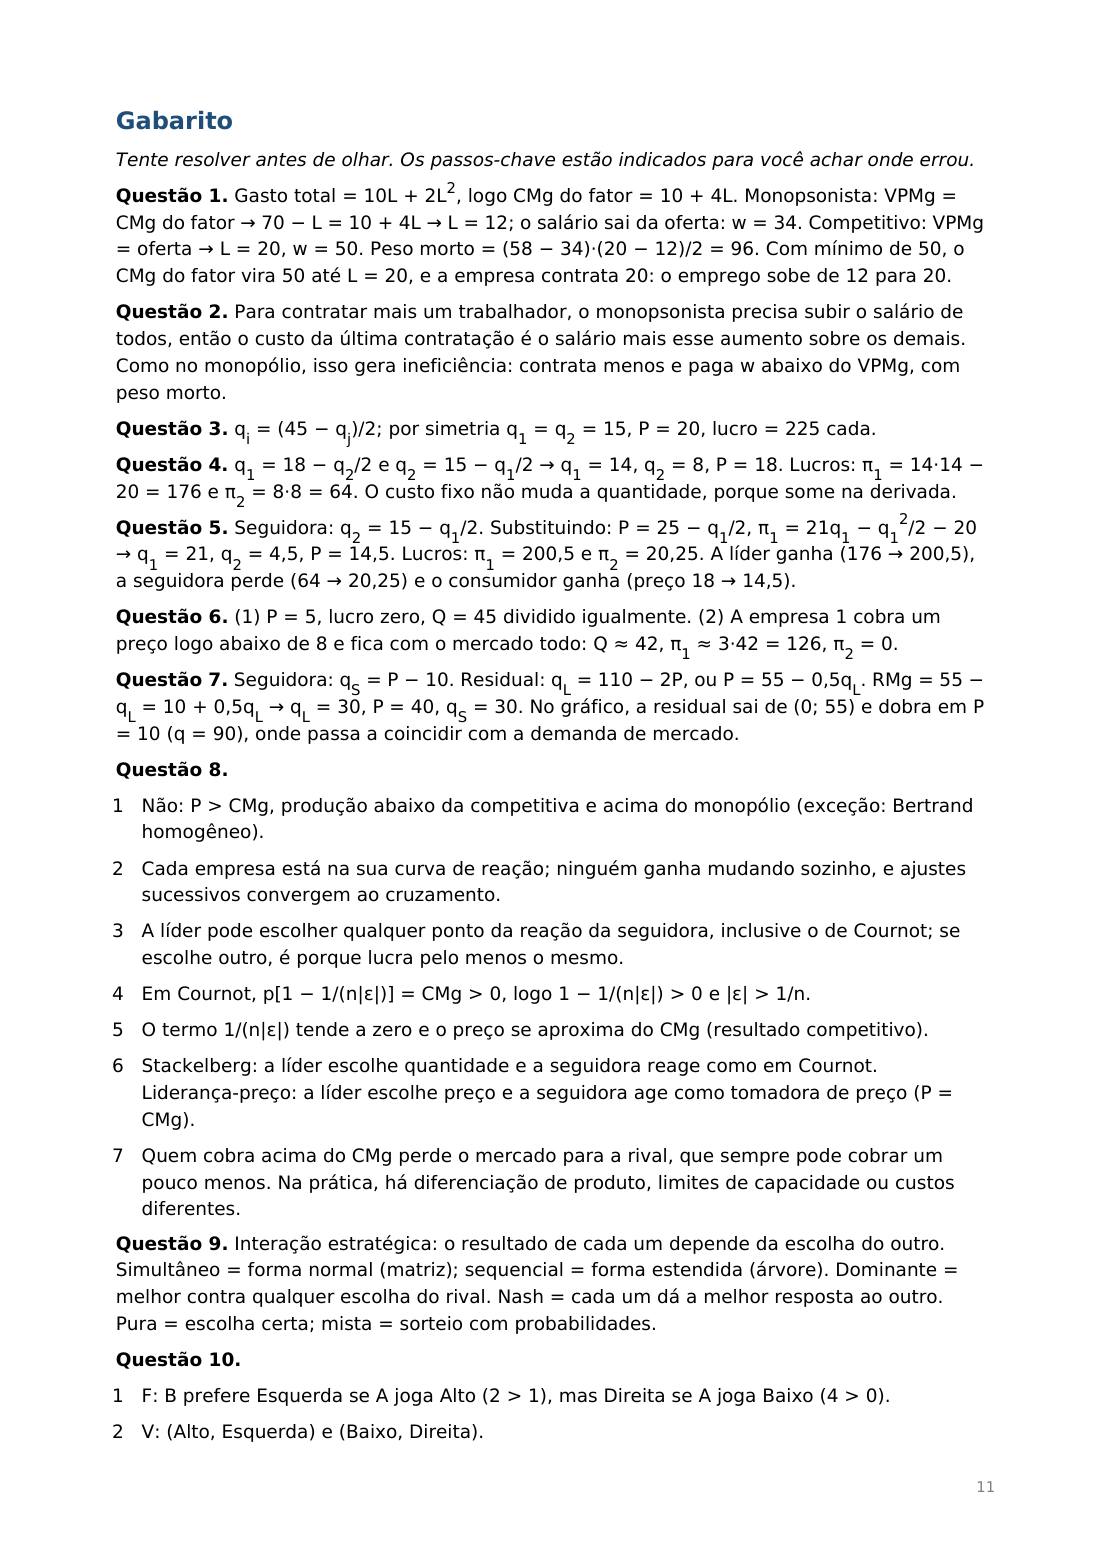 Gabarito
Tente resolver antes de olhar. Os passos-chave estão indicados para você achar onde errou.
Questão 1. Gasto total = 10L + 2L², logo CMg do fator = 10 + 4L. Monopsonista: VPMg =
CMg do fator → 70 − L = 10 + 4L → L = 12; o salário sai da oferta: w = 34. Competitivo: VPMg
= oferta → L = 20, w = 50. Peso morto = (58 − 34)·(20 − 12)/2 = 96. Com mínimo de 50, o
CMg do fator vira 50 até L = 20, e a empresa contrata 20: o emprego sobe de 12 para 20.
Questão 2. Para contratar mais um trabalhador, o monopsonista precisa subir o salário de
todos, então o custo da última contratação é o salário mais esse aumento sobre os demais.
Como no monopólio, isso gera ineficiência: contrata menos e paga w abaixo do VPMg, com
peso morto.
Questão 3. qᵢ = (45 − qⱼ)/2; por simetria q₁ = q₂ = 15, P = 20, lucro = 225 cada.
Questão 4. q₁ = 18 − q₂/2 e q₂ = 15 − q₁/2 → q₁ = 14, q₂ = 8, P = 18. Lucros: π₁ = 14·14 −
20 = 176 e π₂ = 8·8 = 64. O custo fixo não muda a quantidade, porque some na derivada.
Questão 5. Seguidora: q₂ = 15 − q₁/2. Substituindo: P = 25 − q₁/2, π₁ = 21q₁ − q₁²/2 − 20
→ q₁ = 21, q₂ = 4,5, P = 14,5. Lucros: π₁ = 200,5 e π₂ = 20,25. A líder ganha (176 → 200,5),
a seguidora perde (64 → 20,25) e o consumidor ganha (preço 18 → 14,5).
Questão 6. (1) P = 5, lucro zero, Q = 45 dividido igualmente. (2) A empresa 1 cobra um
preço logo abaixo de 8 e fica com o mercado todo: Q ≈ 42, π₁ ≈ 3·42 = 126, π₂ = 0.
Questão 7. Seguidora: q_S = P − 10. Residual: q_L = 110 − 2P, ou P = 55 − 0,5q_L. RMg = 55 −
q_L = 10 + 0,5q_L → q_L = 30, P = 40, q_S = 30. No gráfico, a residual sai de (0; 55) e dobra em P
= 10 (q = 90), onde passa a coincidir com a demanda de mercado.
Questão 8.
1 Não: P > CMg, produção abaixo da competitiva e acima do monopólio (exceção: Bertrand
homogêneo).
2 Cada empresa está na sua curva de reação; ninguém ganha mudando sozinho, e ajustes
sucessivos convergem ao cruzamento.
3 A líder pode escolher qualquer ponto da reação da seguidora, inclusive o de Cournot; se
escolhe outro, é porque lucra pelo menos o mesmo.
4 Em Cournot, p[1 − 1/(n|ε|)] = CMg > 0, logo 1 − 1/(n|ε|) > 0 e |ε| > 1/n.
5 O termo 1/(n|ε|) tende a zero e o preço se aproxima do CMg (resultado competitivo).
6 Stackelberg: a líder escolhe quantidade e a seguidora reage como em Cournot.
Liderança-preço: a líder escolhe preço e a seguidora age como tomadora de preço (P =
CMg).
7 Quem cobra acima do CMg perde o mercado para a rival, que sempre pode cobrar um
pouco menos. Na prática, há diferenciação de produto, limites de capacidade ou custos
diferentes.
Questão 9. Interação estratégica: o resultado de cada um depende da escolha do outro.
Simultâneo = forma normal (matriz); sequencial = forma estendida (árvore). Dominante =
melhor contra qualquer escolha do rival. Nash = cada um dá a melhor resposta ao outro.
Pura = escolha certa; mista = sorteio com probabilidades.
Questão 10.
1 F: B prefere Esquerda se A joga Alto (2 > 1), mas Direita se A joga Baixo (4 > 0).
2 V: (Alto, Esquerda) e (Baixo, Direita).
11